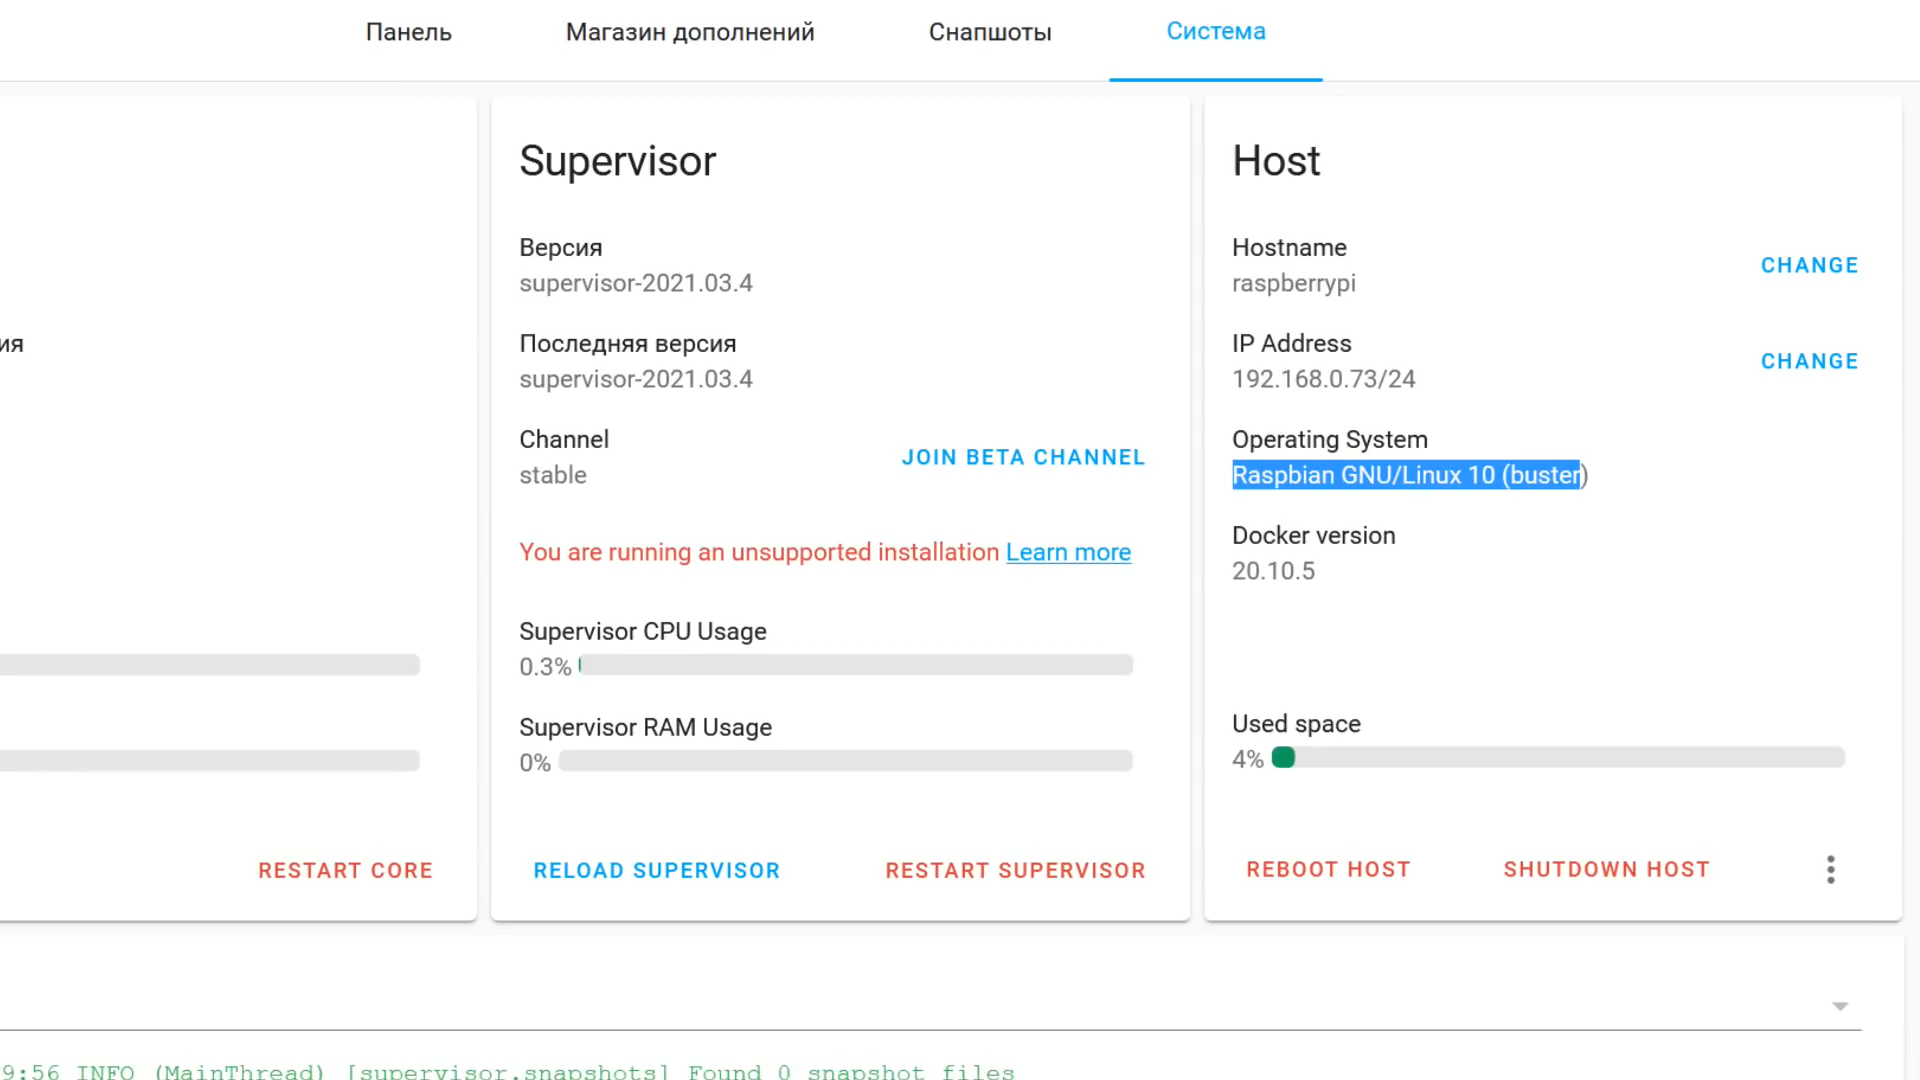 Панель
Магазин дополнений
Снапшоты
Система
ия
RESTART CORE
Supervisor
Версия
supervisor-2021.03.4
Последняя версия
supervisor-2021.03.4
Channel
stable
JOIN BETA CHANNEL
You are running an unsupported installation Learn more
Supervisor CPU Usage
0.3%
Supervisor RAM Usage
0%
RELOAD SUPERVISOR
RESTART SUPERVISOR
Host
Hostname
raspberrypi
CHANGE
IP Address
192.168.0.73/24
CHANGE
Operating System
Raspbian GNU/Linux 10 (buster)
Docker version
20.10.5
Used space
4%
REBOOT HOST
SHUTDOWN HOST
9:56 INFO (MainThread) [supervisor.snapshots] Found 0 snapshot files